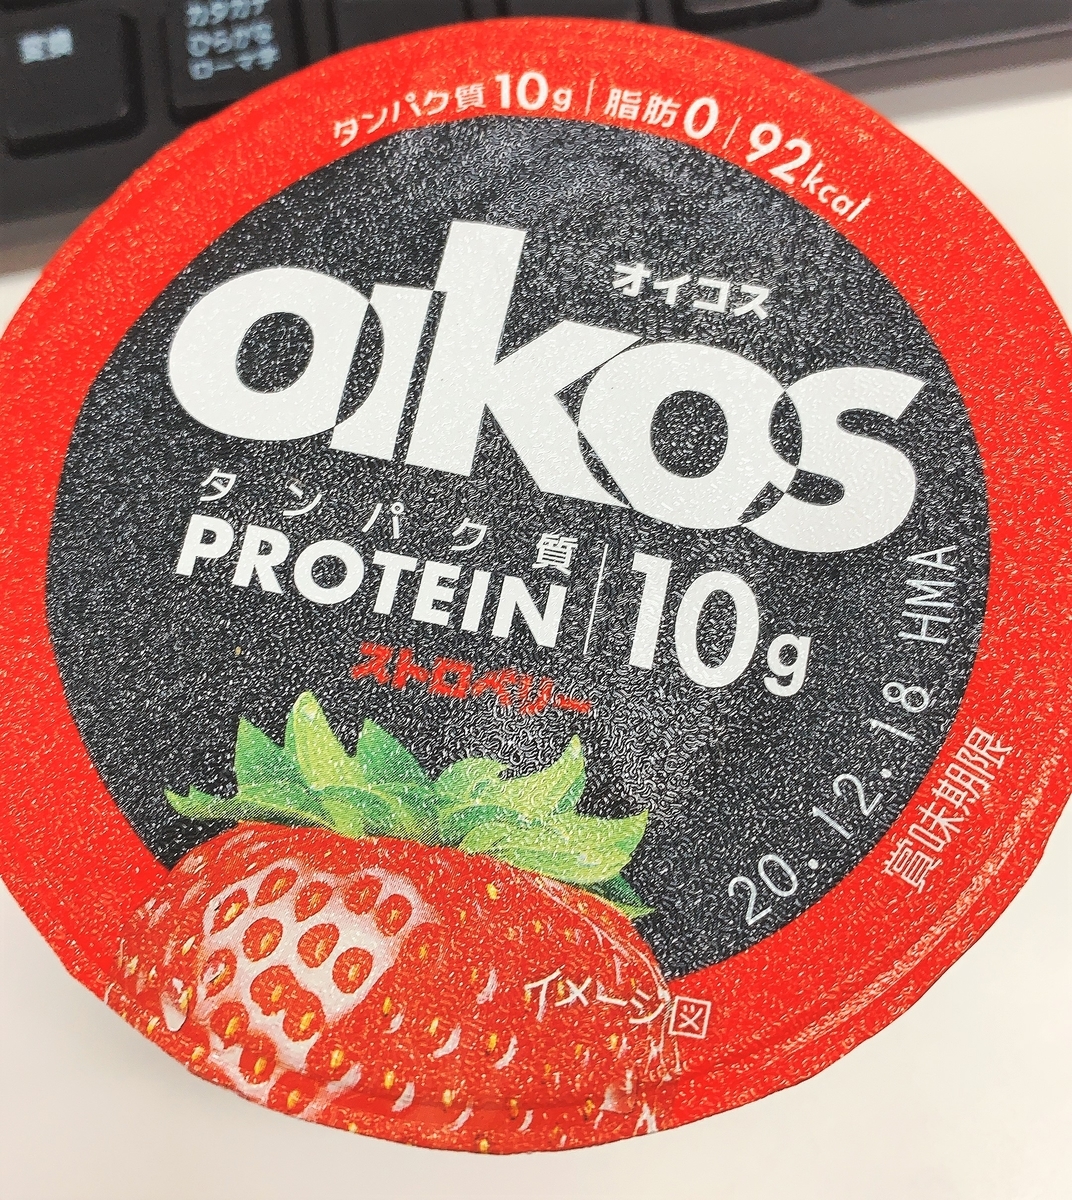 変換
カタカナ
ひらがな
ローマ字
タンパク質10g|脂肪0|92kcal
オイコス
oikos
タンパク質
PROTEIN|10g
ストロベリー
20.12.18 HMA
賞味期限
イメージ図